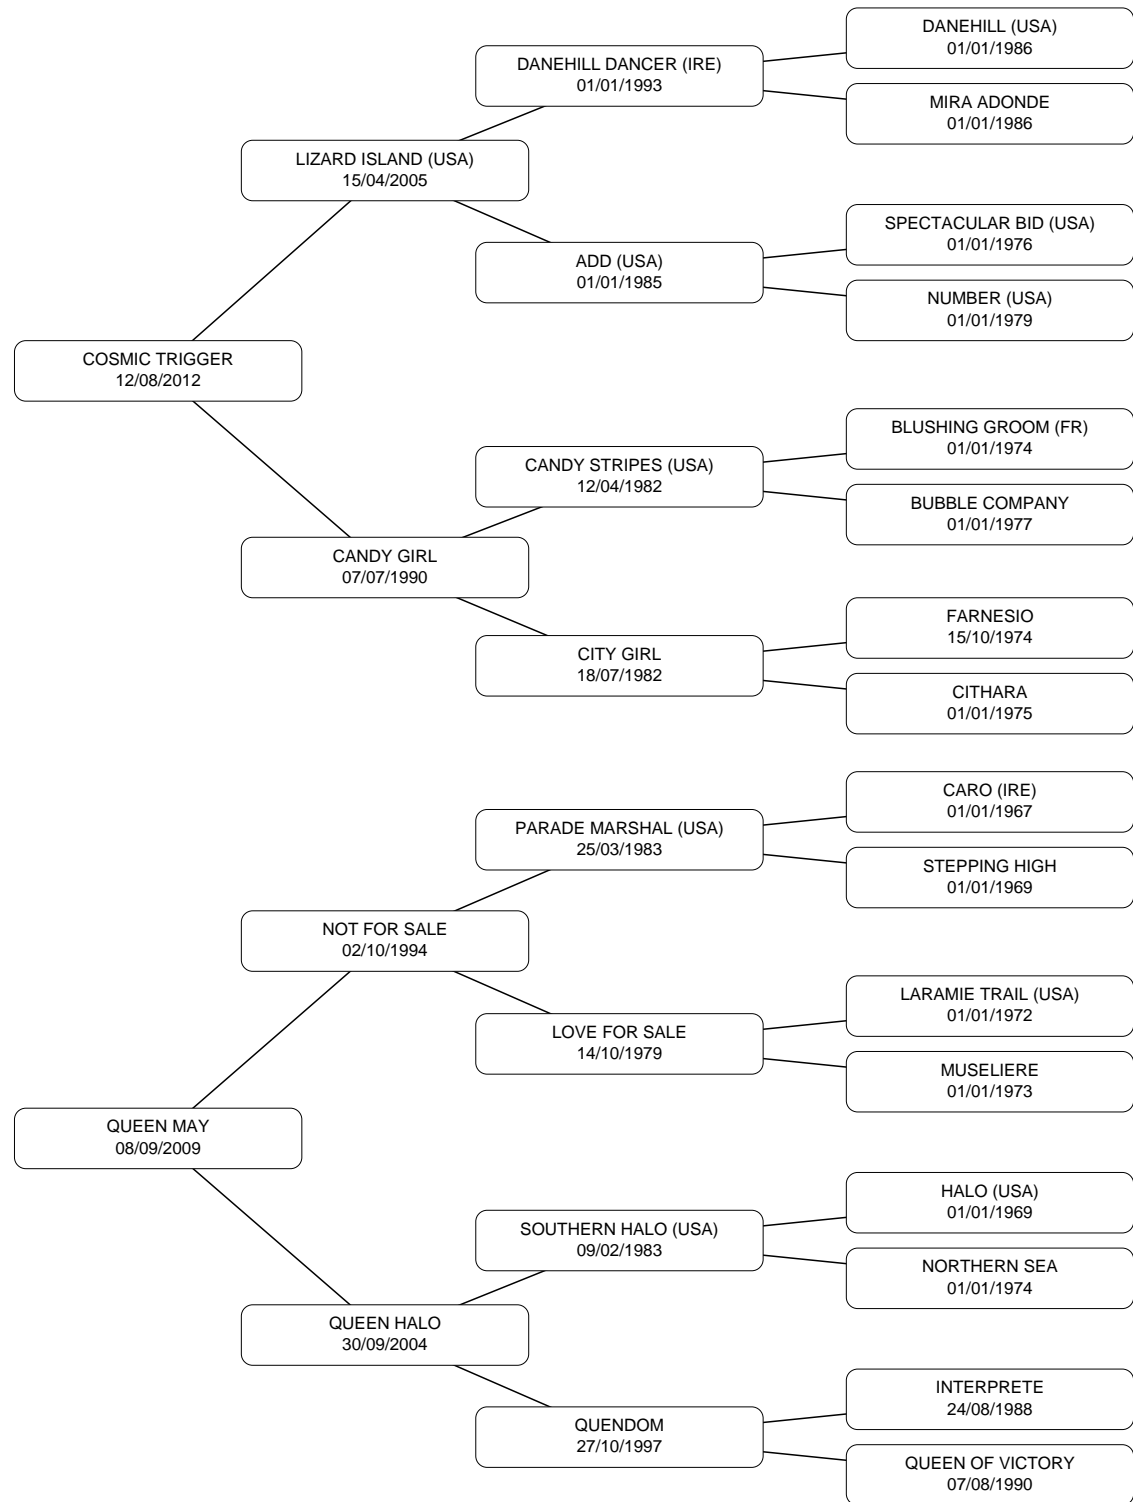 DANEHILL (USA)
01/01/1986
DANEHILL DANCER (IRE)
01/01/1993
MIRA ADONDE
01/01/1986
LIZARD ISLAND (USA)
15/04/2005
SPECTACULAR BID (USA)
01/01/1976
ADD (USA)
01/01/1985
NUMBER (USA)
01/01/1979
COSMIC TRIGGER
12/08/2012
BLUSHING GROOM (FR)
01/01/1974
CANDY STRIPES (USA)
12/04/1982
BUBBLE COMPANY
01/01/1977
CANDY GIRL
07/07/1990
FARNESIO
15/10/1974
CITY GIRL
18/07/1982
CITHARA
01/01/1975
CARO (IRE)
01/01/1967
PARADE MARSHAL (USA)
25/03/1983
STEPPING HIGH
01/01/1969
NOT FOR SALE
02/10/1994
LARAMIE TRAIL (USA)
01/01/1972
LOVE FOR SALE
14/10/1979
MUSELIERE
01/01/1973
QUEEN MAY
08/09/2009
HALO (USA)
01/01/1969
SOUTHERN HALO (USA)
09/02/1983
NORTHERN SEA
01/01/1974
QUEEN HALO
30/09/2004
INTERPRETE
24/08/1988
QUENDOM
27/10/1997
QUEEN OF VICTORY
07/08/1990